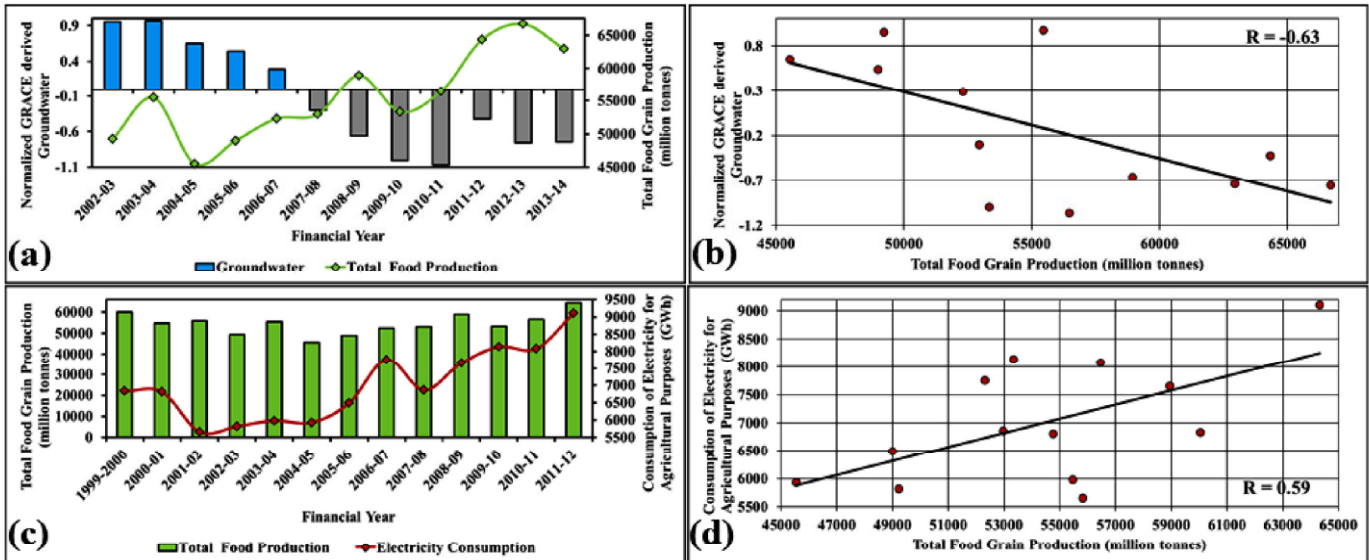 Normalized GRACE derived
Groundwater
0.9
0.4
-0.1
-0.6
-1.1
65000
60000
55000
50000
45000
Total Food Grain Production
(million tonnes)
2002-03
2003-04
2004-05
2005-06
2006-07
2007-08
2008-09
2009-10
2010-11
2011-12
2012-13
2013-14
Financial Year
(a)
Groundwater
Total Food Production
Normalized GRACE derived
Groundwater
0.8
0.3
-0.2
-0.7
-1.2
R = -0.63
45000 50000 55000 60000 65000
Total Food Grain Production (million tonnes)
(b)
Total Food Grain Production
(million tonnes)
60000
50000
40000
30000
20000
10000
0
9500
9000
8500
8000
7500
7000
6500
6000
5500
Consumption of Electricity for
Agricultural Purposes (GWh)
1999-2000
2000-01
2001-02
2002-03
2003-04
2004-05
2005-06
2006-07
2007-08
2008-09
2009-10
2010-11
2011-12
Financial Year
(c)
Total Food Production
Electricity Consumption
Consumption of Electricity for
Agricultural Purposes (GWh)
9000
8500
8000
7500
7000
6500
6000
5500
R = 0.59
45000 47000 49000 51000 53000 55000 57000 59000 61000 63000 65000
Total Food Grain Production (million tonnes)
(d)